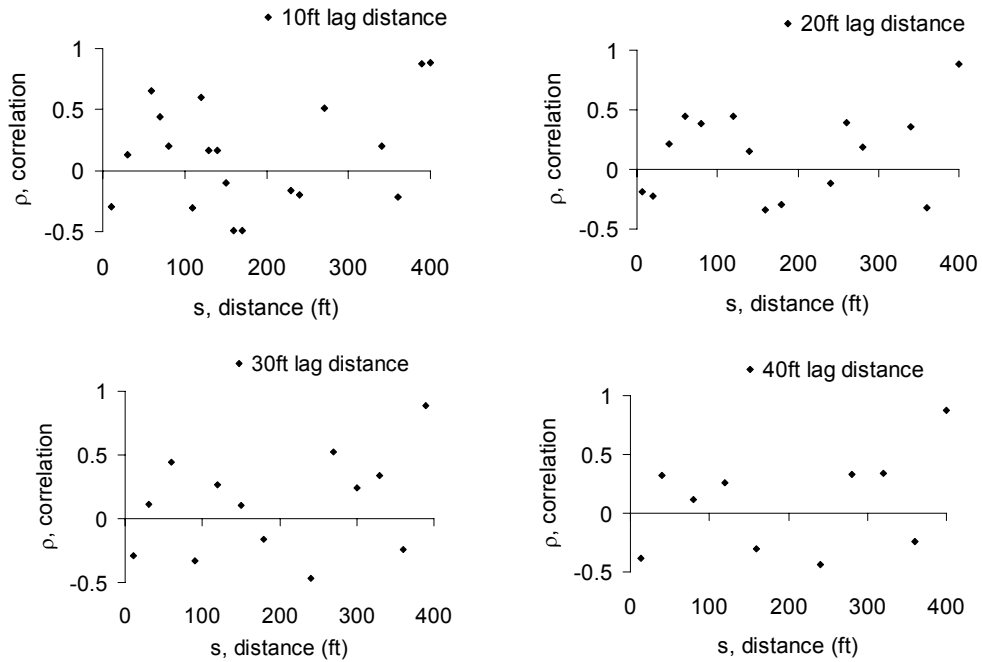 10ft lag distance
1
0.5
0
-0.5
ρ, correlation
0 100 200 300 400
s, distance (ft)
20ft lag distance
1
0.5
0
-0.5
ρ, correlation
0 100 200 300 400
s, distance (ft)
30ft lag distance
1
0.5
0
-0.5
ρ, correlation
0 100 200 300 400
s, distance (ft)
40ft lag distance
1
0.5
0
-0.5
ρ, correlation
0 100 200 300 400
s, distance (ft)